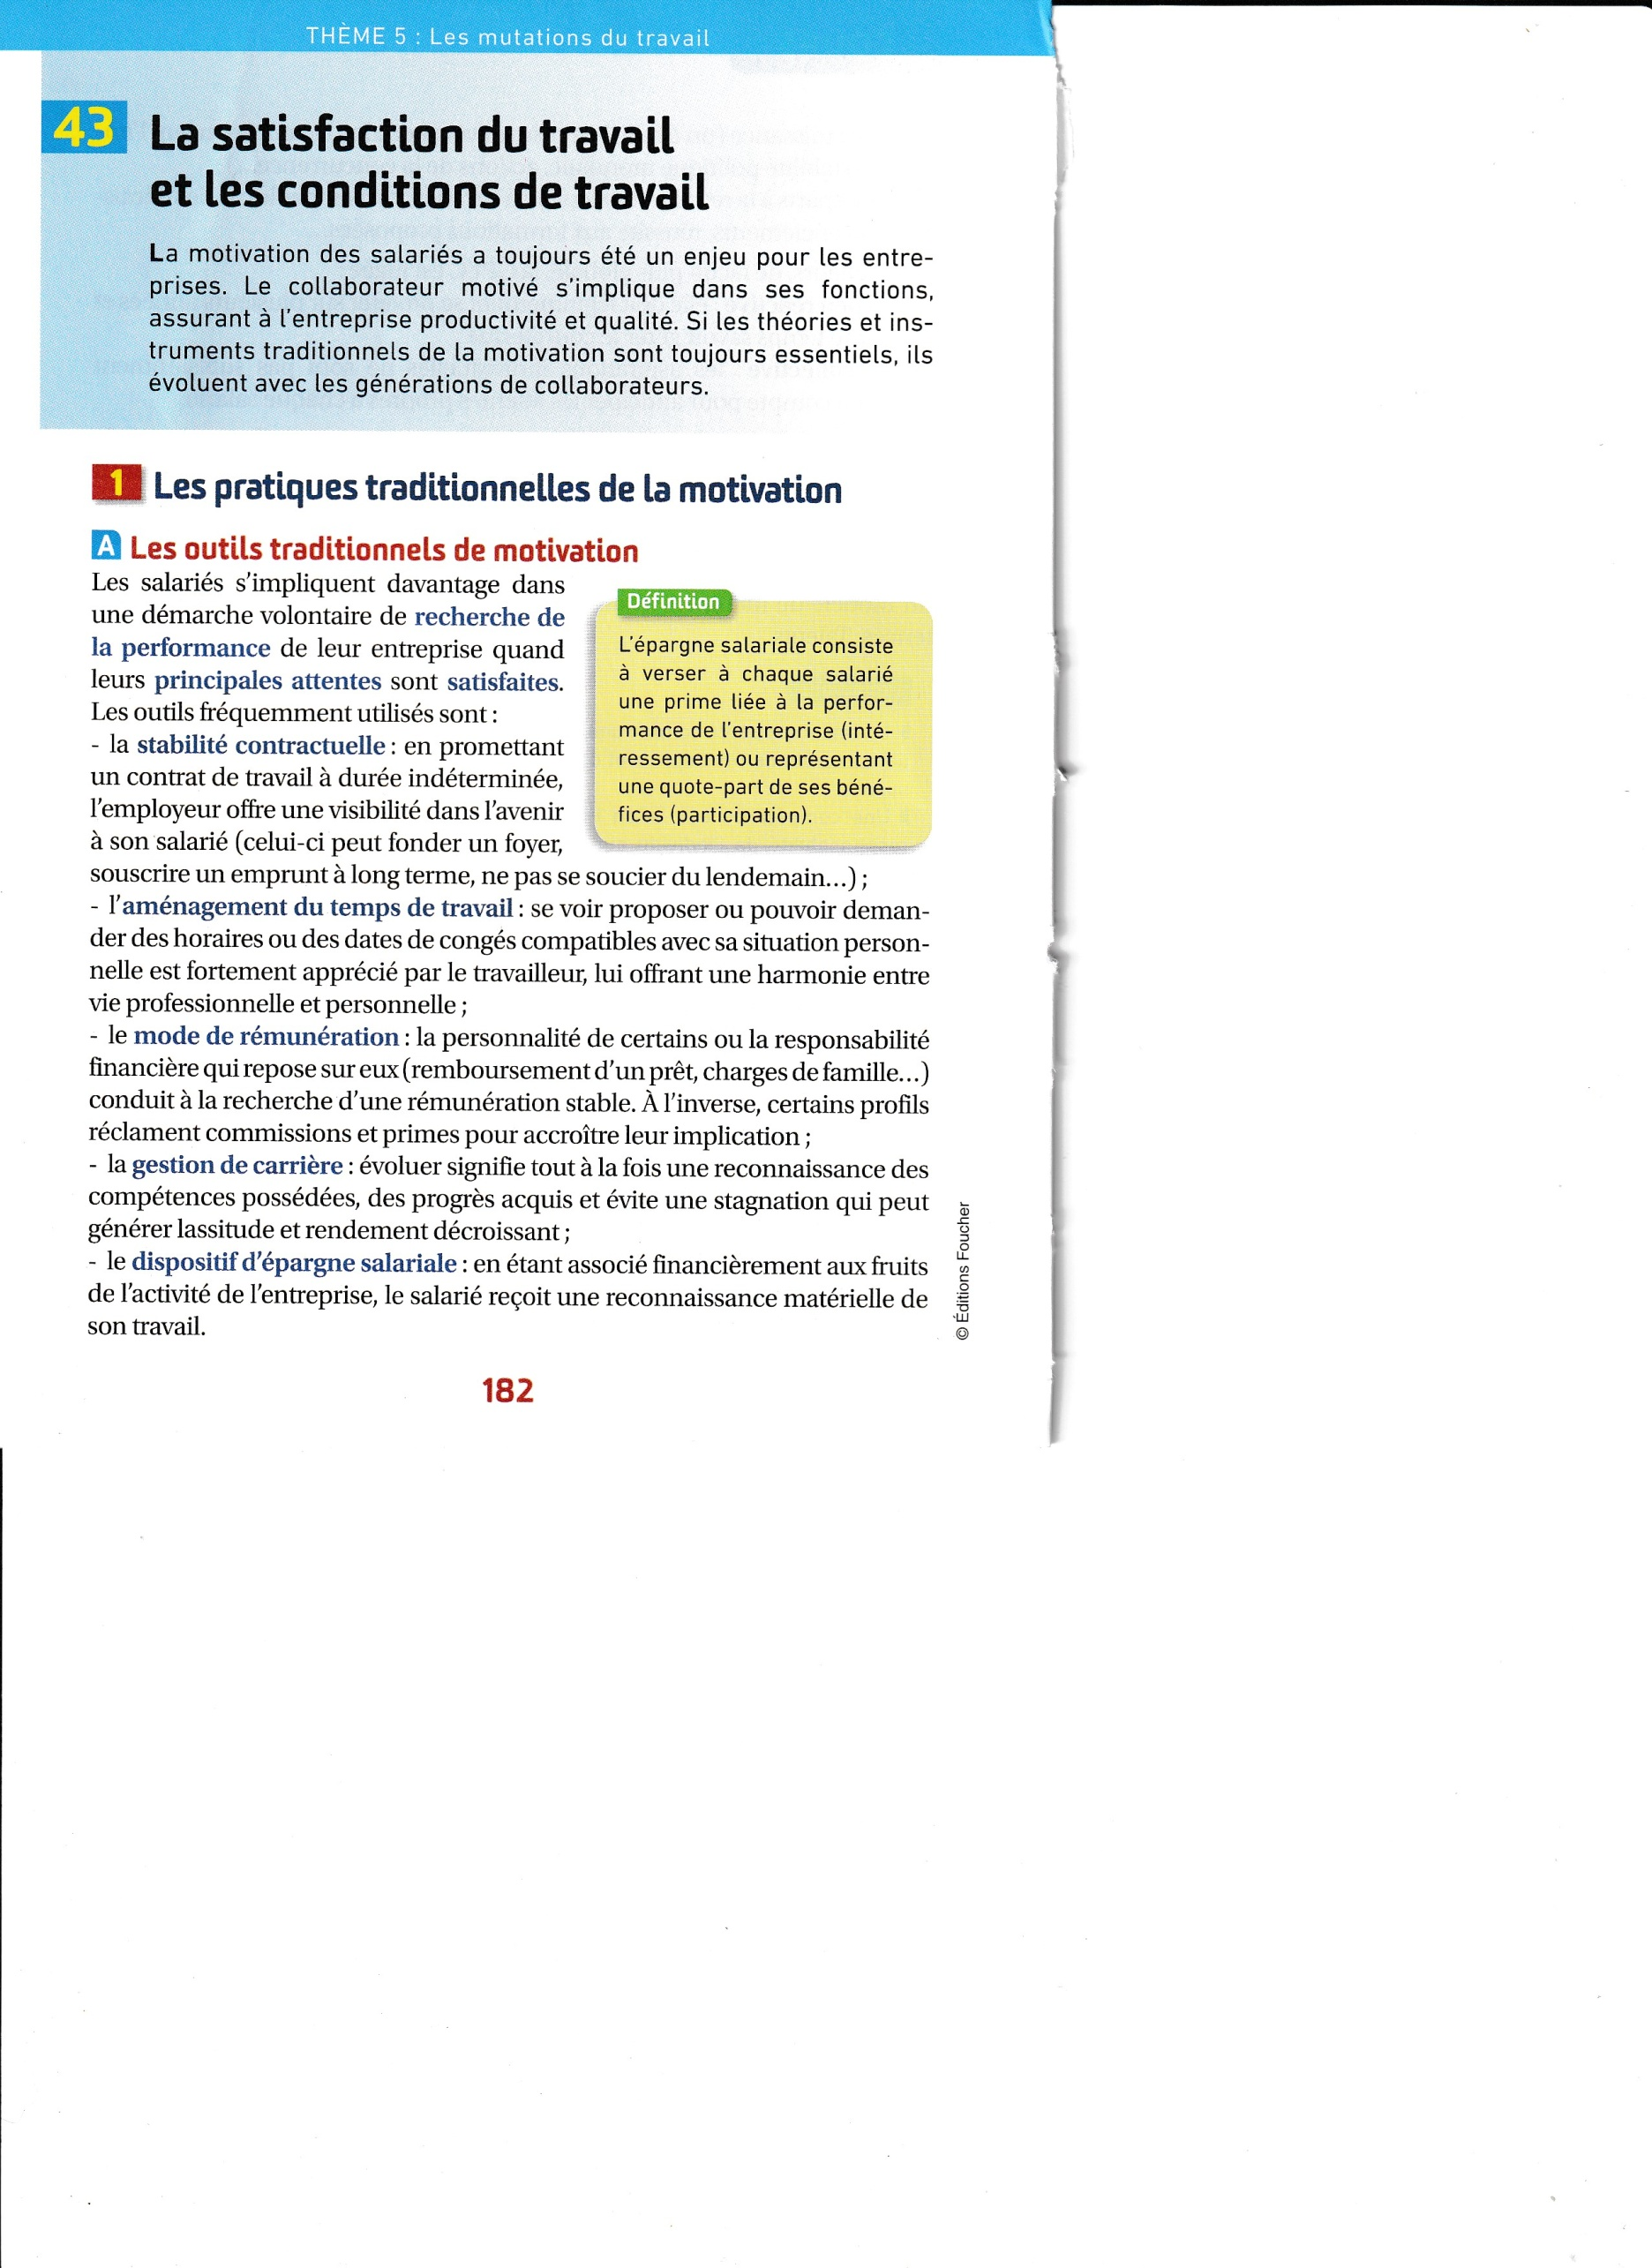 THÈME 5 : Les mutations du travail
43
La satisfaction du travail
et les conditions de travail
La motivation des salariés a toujours été un enjeu pour les entre-
prises. Le collaborateur motivé s'implique dans ses fonctions,
assurant à l'entreprise productivité et qualité. Si les théories et ins-
truments traditionnels de la motivation sont toujours essentiels, ils
évoluent avec les générations de collaborateurs.
1 Les pratiques traditionnelles de la motivation
A Les outils traditionnels de motivation
Les salariés s'impliquent davantage dans
une démarche volontaire de recherche de
la performance de leur entreprise quand
leurs principales attentes sont satisfaites.
Les outils fréquemment utilisés sont :
- la stabilité contractuelle : en promettant
un contrat de travail à durée indéterminée,
l'employeur offre une visibilité dans l'avenir
à son salarié (celui-ci peut fonder un foyer,
souscrire un emprunt à long terme, ne pas se soucier du lendemain...) ;
Définition
L'épargne salariale consiste
à verser à chaque salarié
une prime liée à la perfor-
mance de l'entreprise (inté-
ressement) ou représentant
une quote-part de ses béné-
fices (participation).
- l'aménagement du temps de travail : se voir proposer ou pouvoir deman-
der des horaires ou des dates de congés compatibles avec sa situation person-
nelle est fortement apprécié par le travailleur, lui offrant une harmonie entre
vie professionnelle et personnelle ;
- le mode de rémunération : la personnalité de certains ou la responsabilité
financière qui repose sur eux (remboursement d'un prêt, charges de famille...)
conduit à la recherche d'une rémunération stable. À l'inverse, certains profils
réclament commissions et primes pour accroître leur implication ;
- la gestion de carrière : évoluer signifie tout à la fois une reconnaissance des
compétences possédées, des progrès acquis et évite une stagnation qui peut
générer lassitude et rendement décroissant ;
- le dispositif d'épargne salariale : en étant associé financièrement aux fruits
de l'activité de l'entreprise, le salarié reçoit une reconnaissance matérielle de
son travail.
© Éditions Foucher
182